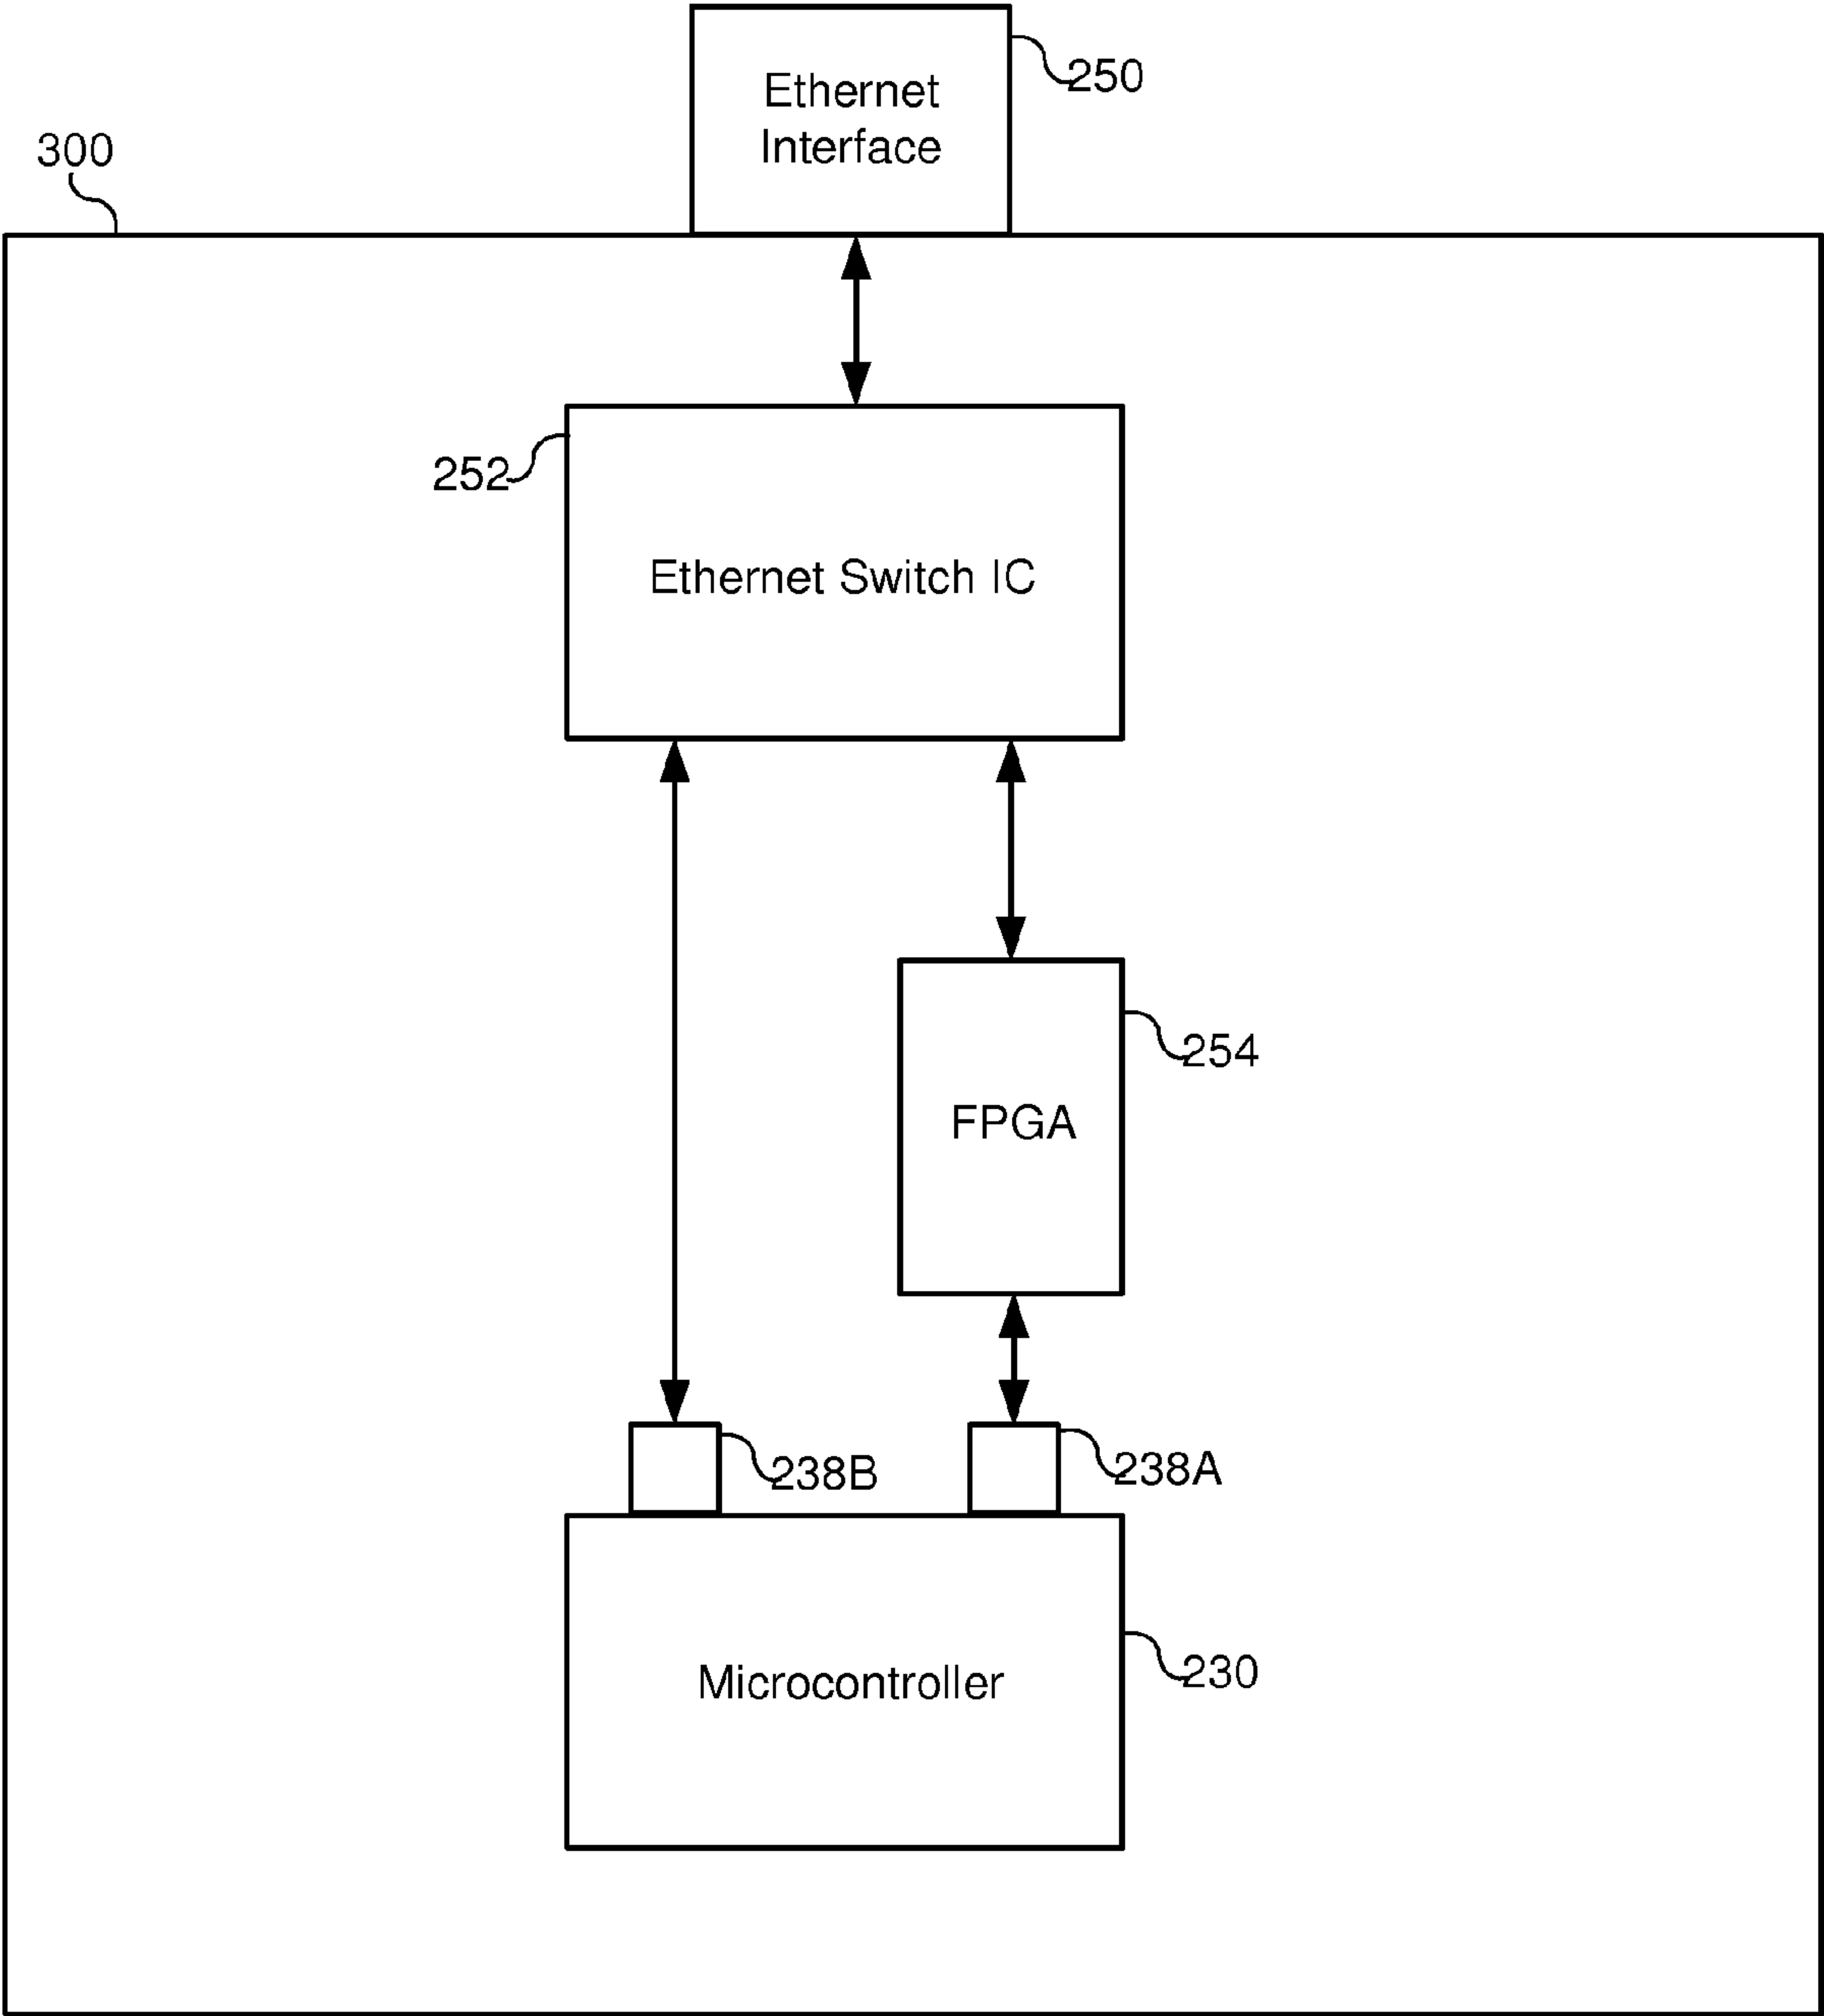 Ethernet
Interface
250
300
252
Ethernet Switch IC
254
FPGA
238B
238A
Microcontroller
230